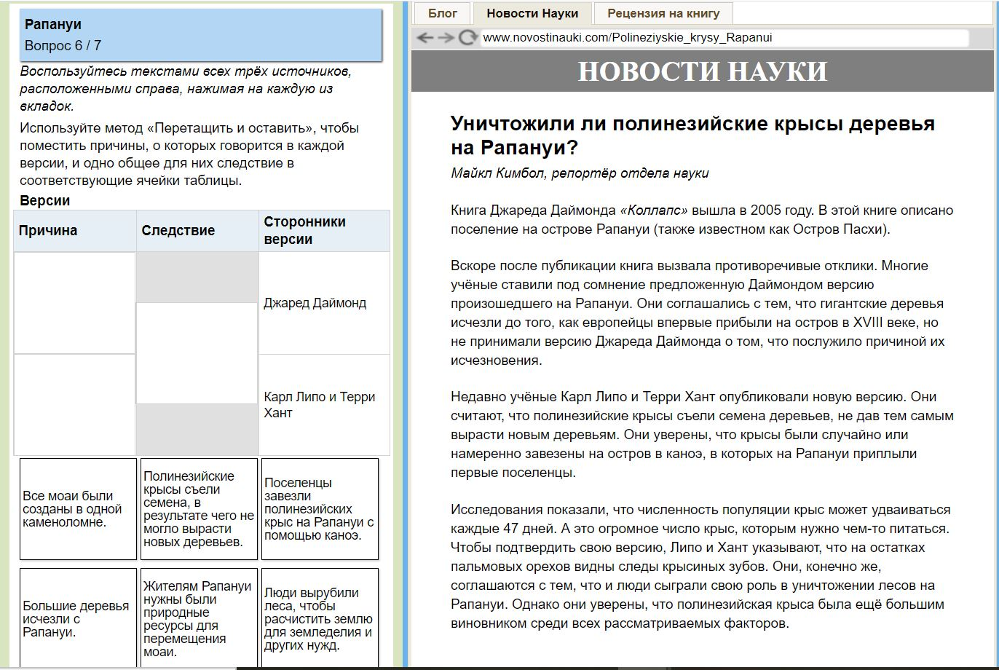 Рапануи
Вопрос 6 / 7
Воспользуйтесь текстами всех трёх источников,
расположенными справа, нажимая на каждую из
вкладок.
Используйте метод «Перетащить и оставить», чтобы
поместить причины, о которых говорится в каждой
версии, и одно общее для них следствие в
соответствующие ячейки таблицы.
Версии
Причина
Следствие
Сторонники
версии
Джаред Даймонд
Карл Липо и Терри
Хант
Все моаи были
созданы в одной
каменоломне.
Полинезийские
крысы съели
семена, в
результате чего не
могло вырасти
новых деревьев.
Поселенцы
завезли
полинезийских
крыс на Рапануи с
помощью каноэ.
Большие деревья
исчезли с
Рапануи.
Жителям Рапануи
нужны были
природные
ресурсы для
перемещения
моаи.
Люди вырубили
леса, чтобы
расчистить землю
для земледелия и
других нужд.
Блог
Новости Науки
Рецензия на книгу
www.novostinauki.com/Polineziyskie_krysy_Rapanui
НОВОСТИ НАУКИ
Уничтожили ли полинезийские крысы деревья
на Рапануи?
Майкл Кимбол, репортёр отдела науки
Книга Джареда Даймонда «Коллапс» вышла в 2005 году. В этой книге описано
поселение на острове Рапануи (также известном как Остров Пасхи).
Вскоре после публикации книга вызвала противоречивые отклики. Многие
учёные ставили под сомнение предложенную Даймондом версию
произошедшего на Рапануи. Они соглашались с тем, что гигантские деревья
исчезли до того, как европейцы впервые прибыли на остров в XVIII веке, но
не принимали версию Джареда Даймонда о том, что послужило причиной их
исчезновения.
Недавно учёные Карл Липо и Терри Хант опубликовали новую версию. Они
считают, что полинезийские крысы съели семена деревьев, не дав тем самым
вырасти новым деревьям. Они уверены, что крысы были случайно или
намеренно завезены на остров в каноэ, в которых на Рапануи приплыли
первые поселенцы.
Исследования показали, что численность популяции крыс может удваиваться
каждые 47 дней. А это огромное число крыс, которым нужно чем-то питаться.
Чтобы подтвердить свою версию, Липо и Хант указывают, что на остатках
пальмовых орехов видны следы крысиных зубов. Они, конечно же,
соглашаются с тем, что и люди сыграли свою роль в уничтожении лесов на
Рапануи. Однако они уверены, что полинезийская крыса была ещё большим
виновником среди всех рассматриваемых факторов.